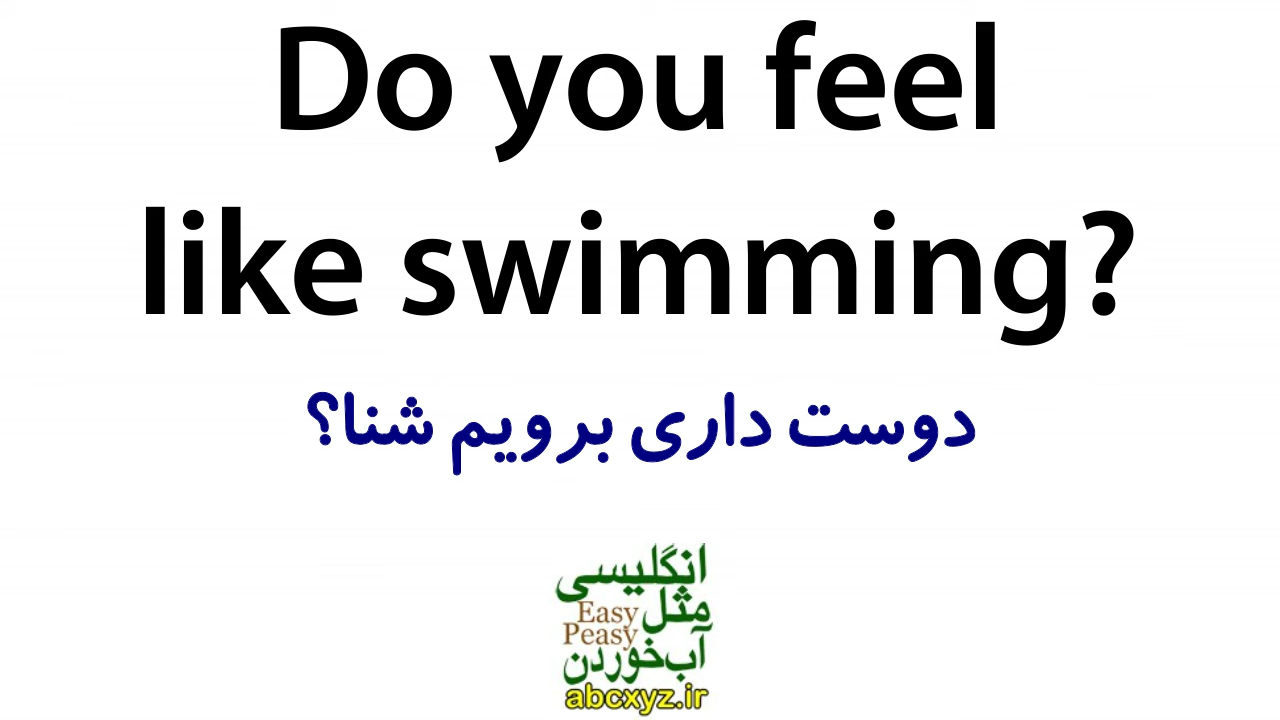 Do you feel
like swimming?
دوست داری برویم شنا؟
انگلیسی
مثل Easy
Peasy
آب‌خوردن
abcxyz.ir